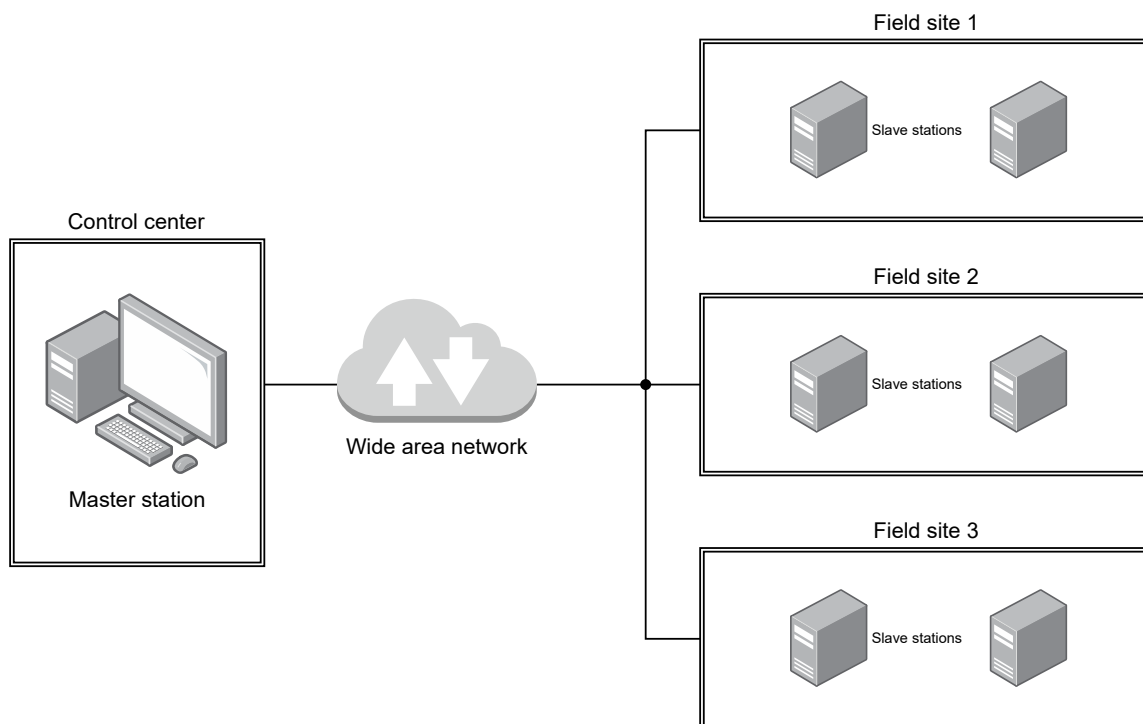 Field site 1
Slave stations
Control center
Master station
Wide area network
Field site 2
Slave stations
Field site 3
Slave stations